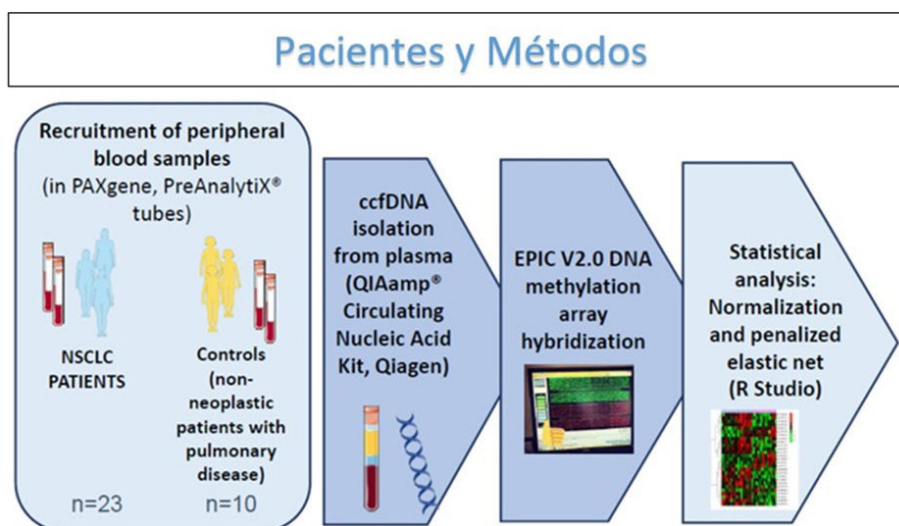 Pacientes y Métodos
Recruitment of peripheral
blood samples
(in PAXgene, PreAnalytiX®
tubes)
NSCLC
PATIENTS
n=23
Controls
(non-
neoplastic
patients with
pulmonary
disease)
n=10
ccfDNA
isolation
from plasma
(QIAamp®
Circulating
Nucleic Acid
Kit, Qiagen)
EPIC V2.0 DNA
methylation
array
hybridization
Statistical
analysis:
Normalization
and penalized
elastic net
(R Studio)